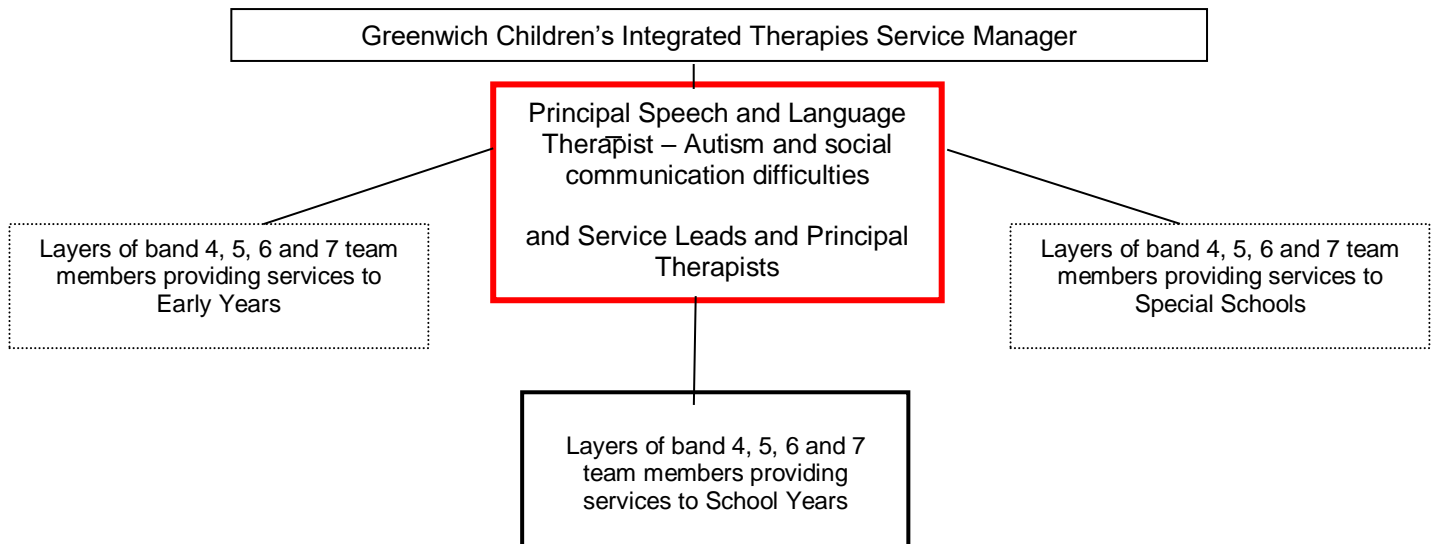 Greenwich Children’s Integrated Therapies Service Manager
Principal Speech and Language
Therapist – Autism and social
communication difficulties
and Service Leads and Principal
Therapists
Layers of band 4, 5, 6 and 7 team
members providing services to
Early Years
Layers of band 4, 5, 6 and 7 team
members providing services to
Special Schools
Layers of band 4, 5, 6 and 7
team members providing
services to School Years